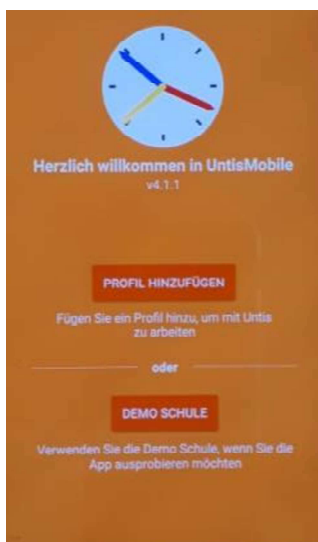 Herzlich willkommen in UntisMobile
v4.1.1
PROFIL HINZUFÜGEN
Fügen Sie ein Profil hinzu, um mit Untis
zu arbeiten
oder
DEMO SCHULE
Verwenden Sie die Demo Schule, wenn Sie die
App ausprobieren möchten